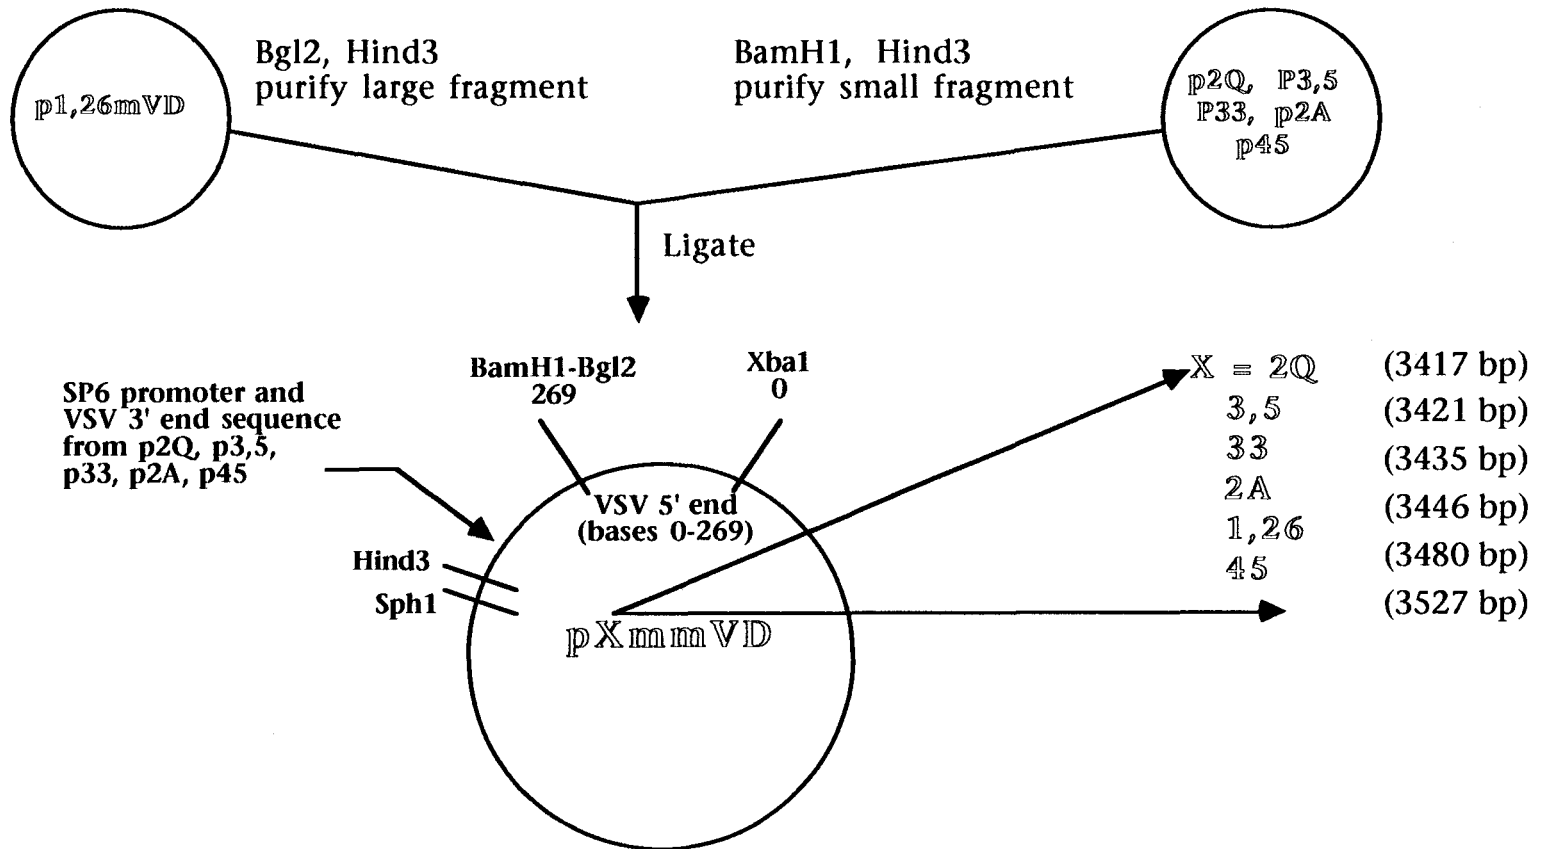 p1,26mVD
Bgl2, Hind3
purify large fragment
BamH1, Hind3
purify small fragment
p2Q, P3,5
P33, p2A
p45
Ligate
SP6 promoter and
VSV 3' end sequence
from p2Q, p3,5,
p33, p2A, p45
BamH1-Bgl2
269
Xba1
0
VSV 5' end
(bases 0-269)
Hind3
Sph1
pXmmVD
X = 2Q (3417 bp)
3,5 (3421 bp)
33 (3435 bp)
2A (3446 bp)
1,26 (3480 bp)
45 (3527 bp)